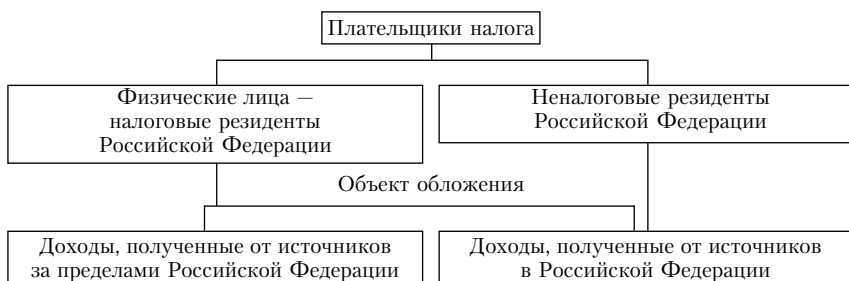 Плательщики налога
Физические лица —
налоговые резиденты
Российской Федерации
Неналоговые резиденты
Российской Федерации
Объект обложения
Доходы, полученные от источников
за пределами Российской Федерации
Доходы, полученные от источников
в Российской Федерации